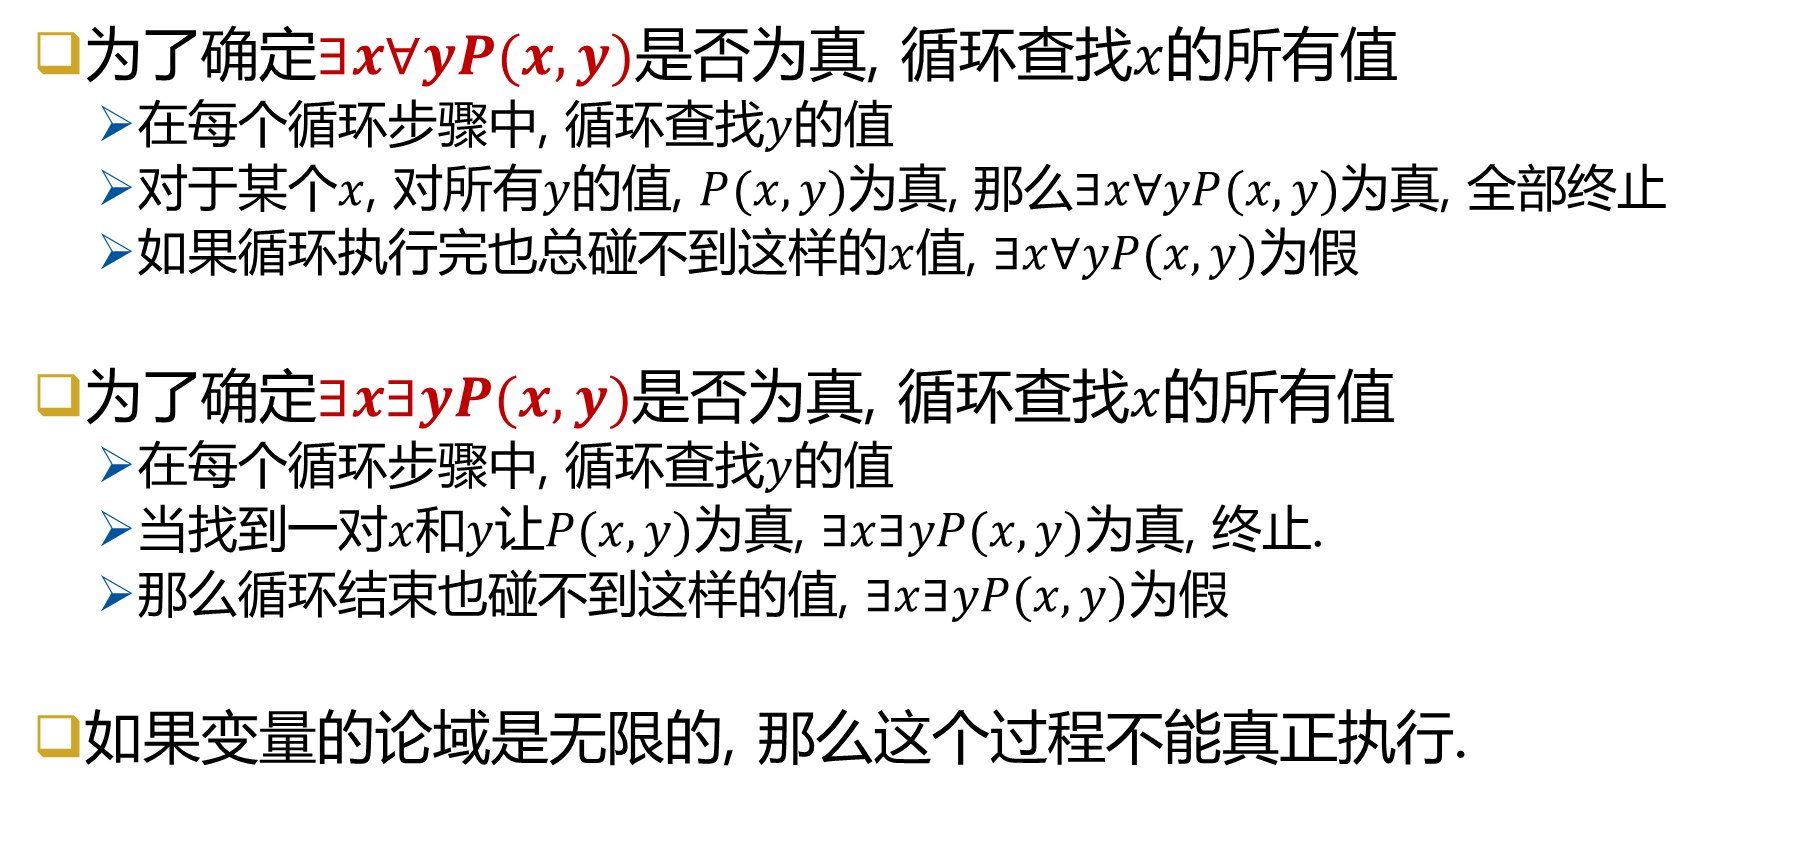 为了确定∃x∀yP(x, y)是否为真, 循环查找x的所有值
在每个循环步骤中, 循环查找y的值
对于某个x, 对所有y的值, P(x, y)为真, 那么∃x∀yP(x, y)为真, 全部终止
如果循环执行完也总碰不到这样的x值, ∃x∀yP(x, y)为假
为了确定∃x∃yP(x, y)是否为真, 循环查找x的所有值
在每个循环步骤中, 循环查找y的值
当找到一对x和y让P(x, y)为真, ∃x∃yP(x, y)为真, 终止.
那么循环结束也碰不到这样的值, ∃x∃yP(x, y)为假
如果变量的论域是无限的, 那么这个过程不能真正执行.